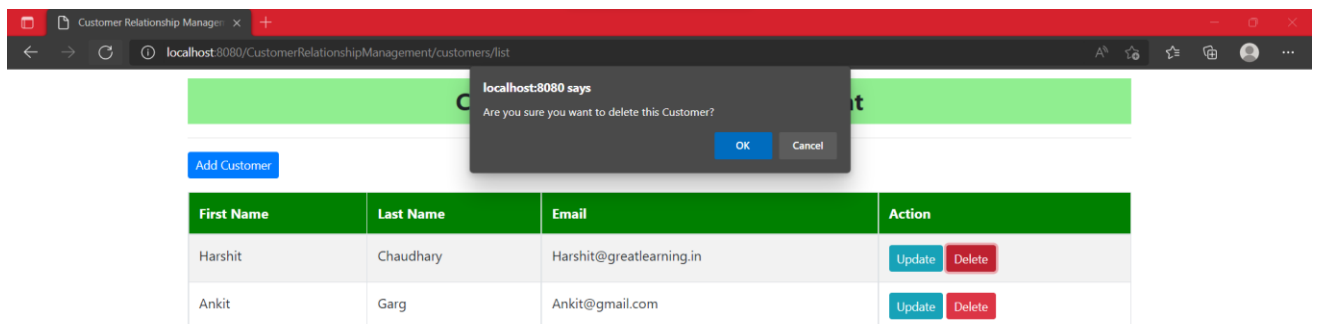 Customer Relationship Manager
localhost:8080/CustomerRelationshipManagement/customers/list
localhost:8080 says
Are you sure you want to delete this Customer?
OK Cancel
Add Customer
First Name Last Name Email Action
Harshit Chaudhary Harshit@greatlearning.in Update Delete
Ankit Garg Ankit@gmail.com Update Delete